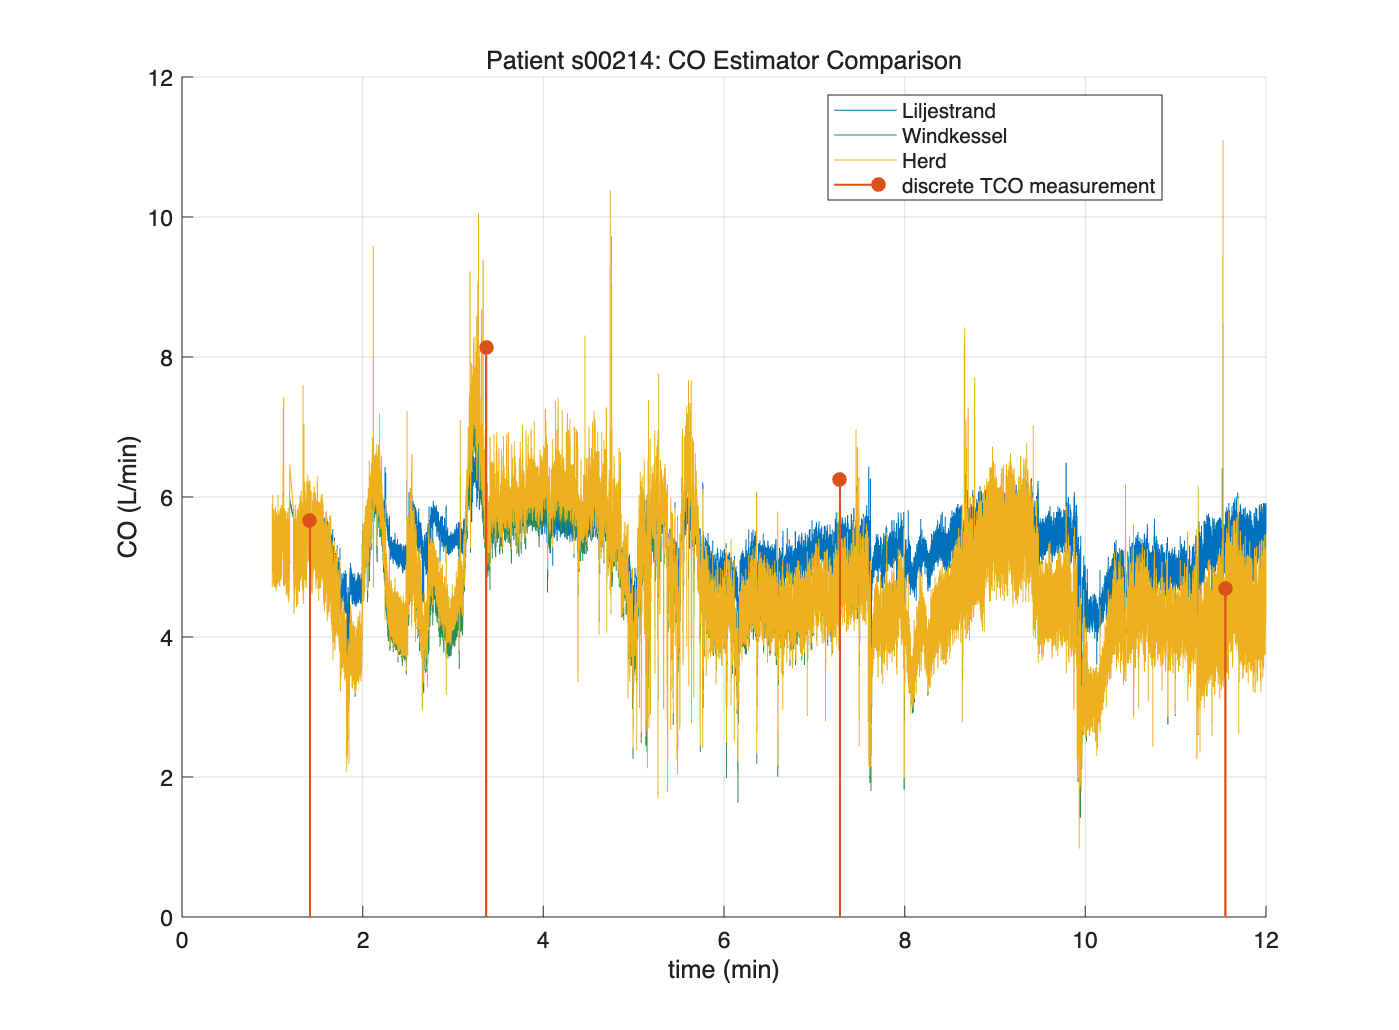 Patient s00214: CO Estimator Comparison
12
10
8
6
4
2
0
CO (L/min)
Liljestrand
Windkessel
Herd
discrete TCO measurement
0 2 4 6 8 10 12
time (min)